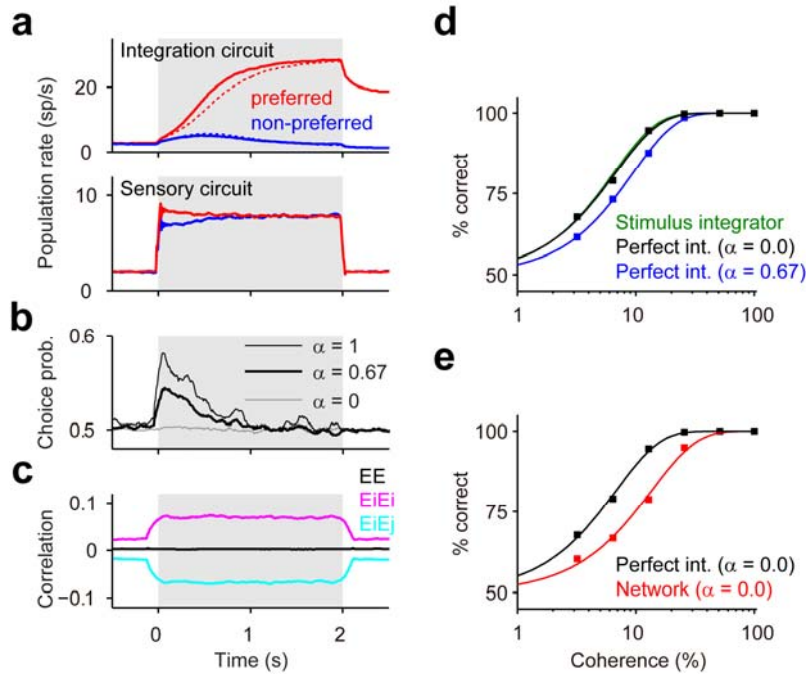 a
Integration circuit
20
preferred
non-preferred
0
Population rate (sp/s)
Sensory circuit
10
0
b
0.6
α = 1
α = 0.67
α = 0
0.5
Choice prob.
c
EE
0.1
EiEi
EiEj
0
−0.1
Correlation
0 1 2
Time (s)
d
100
75
50
% correct
Stimulus integrator
Perfect int. (α = 0.0)
Perfect int. (α = 0.67)
1 10 100
e
100
75
50
% correct
Perfect int. (α = 0.0)
Network (α = 0.0)
1 10 100
Coherence (%)